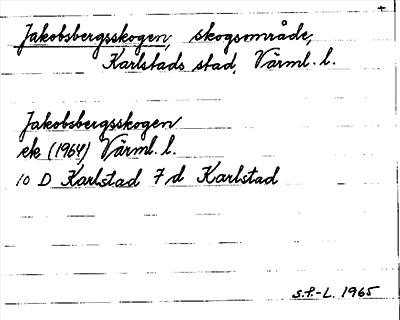 +
Jakobsbergsskogen, skogsområde,
Karlstads stad, Värml. l.
Jakobsbergsskogen
ek (1964) Värml. l.
10 D Karlstad 7 d Karlstad
S.P.-L. 1965